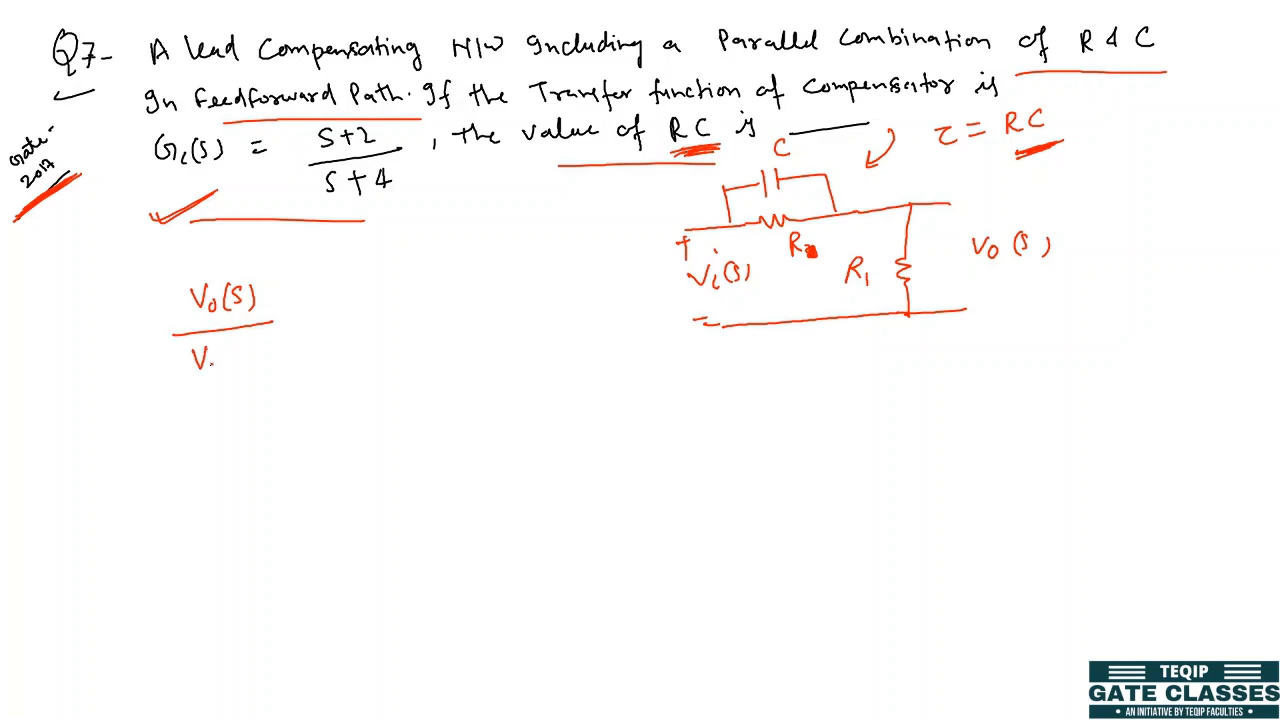 Q7- A lead Compensating N/W Including a Parallel Combination of R & C
In Feedforward Path. If the Transfer function of Compensator is
Gc(s) = S+2 / S+4 , the value of RC is ____
Gate-
2017
τ = RC
C
R
+
Vi(s)
R1
Vo(s)
-
Vo(s)
V
TEQIP
GATE CLASSES
• AN INITIATIVE BY TEQIP FACULTIES •